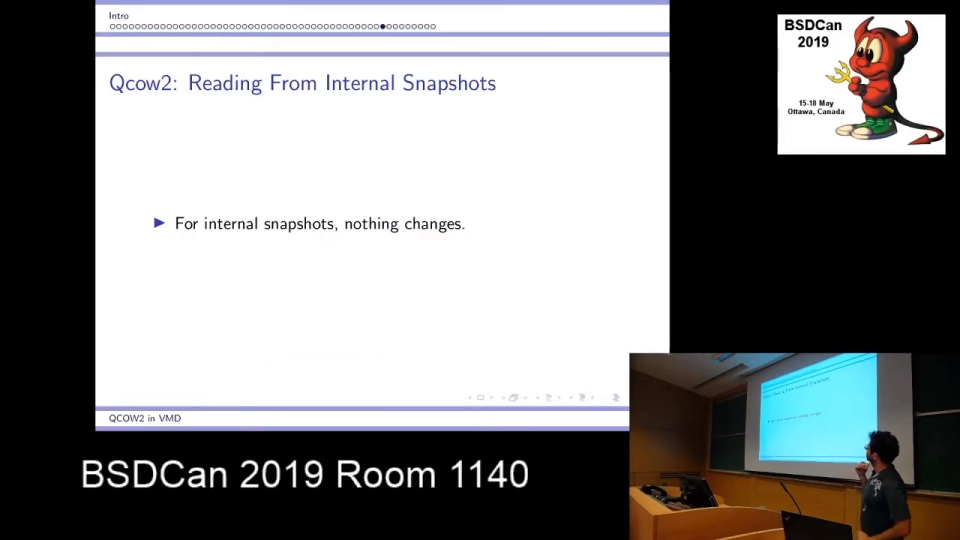 Intro
Qcow2: Reading From Internal Snapshots
For internal snapshots, nothing changes.
QCOW2 in VMD
BSDCan
2019
15-18 May
Ottawa, Canada
BSDCan 2019 Room 1140